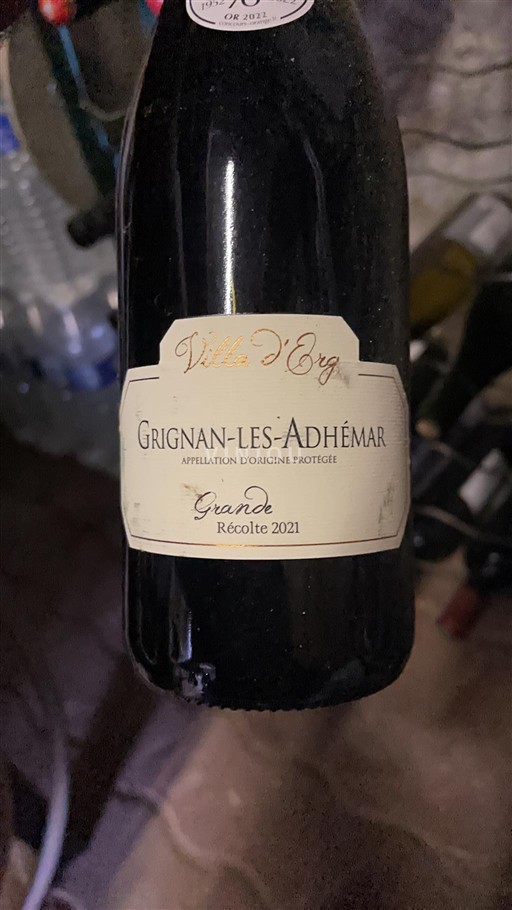 OR 2022
Villa d'Erg
GRIGNAN-LES-ADHÉMAR
APPELLATION D'ORIGINE PROTÉGÉE
Grande
Récolte 2021